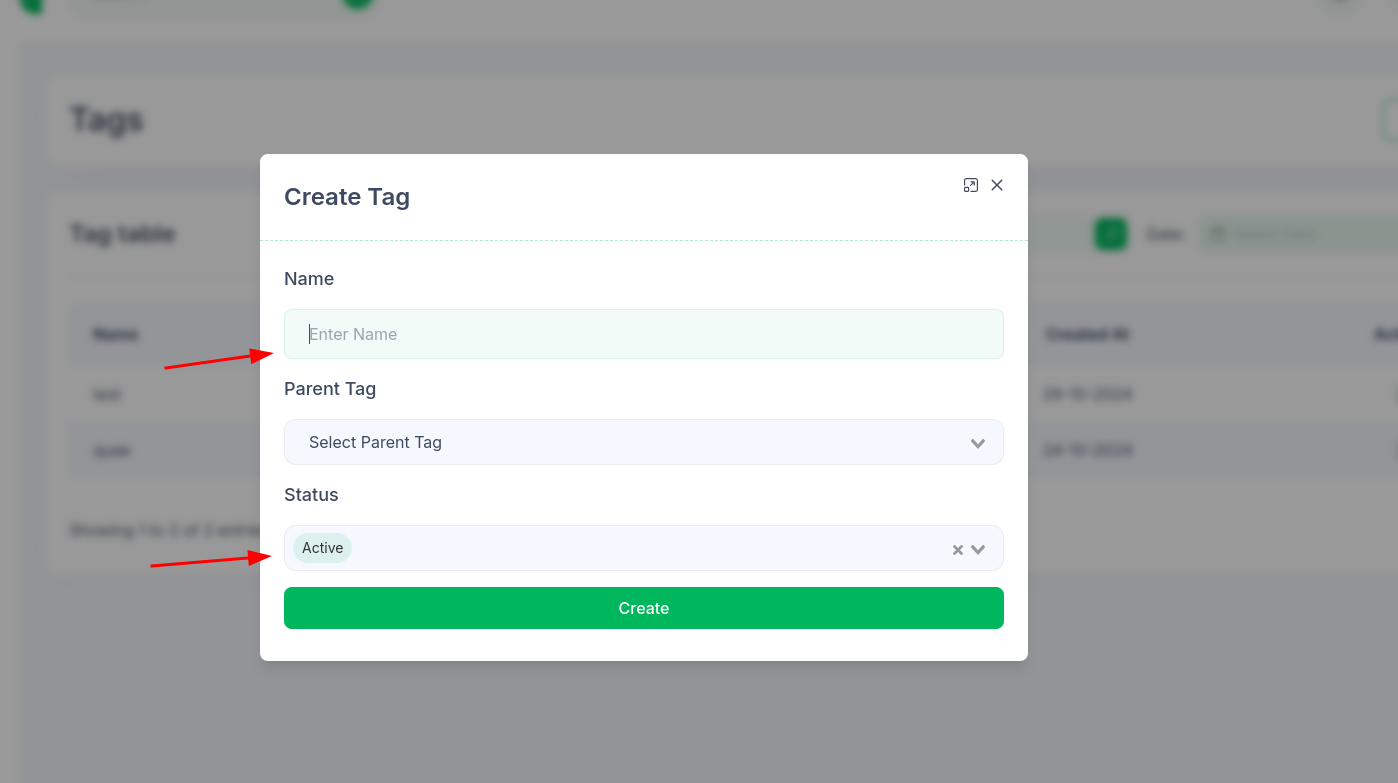 Tags
Create Tag
Tag table
Date
Name
Enter Name
Name
Created At
Parent Tag
test
29-10-2024
Select Parent Tag
24-10-2024
Status
Showing 1 to 2 of 2 entries
Active
Create